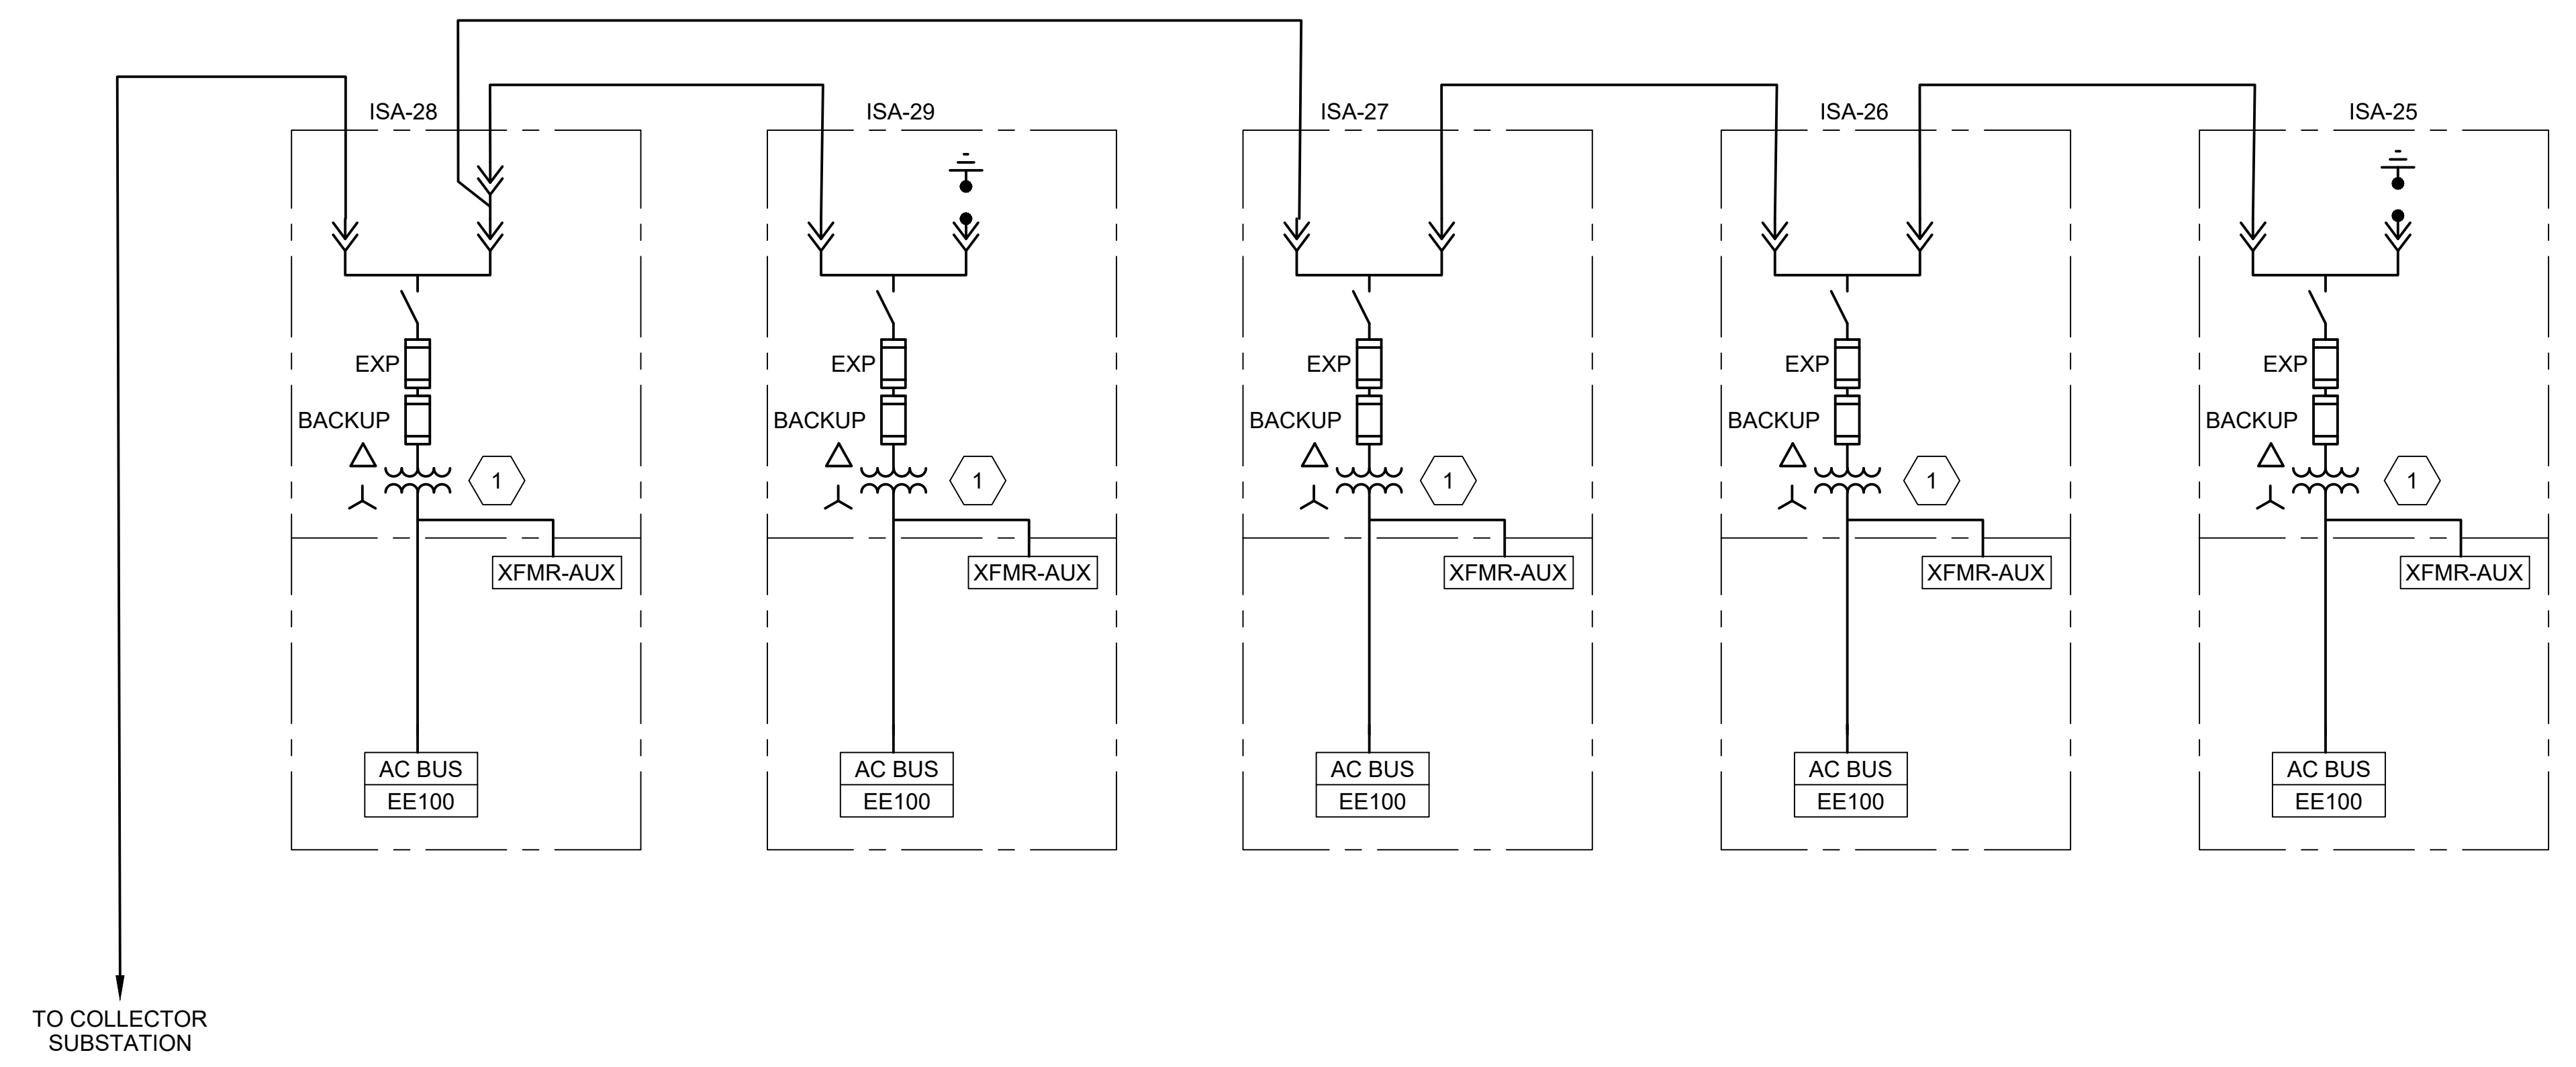 ISA-28
ISA-29
ISA-27
ISA-26
ISA-25
EXP
EXP
EXP
EXP
EXP
BACKUP
BACKUP
BACKUP
BACKUP
BACKUP
1
1
1
1
1
XFMR-AUX
XFMR-AUX
XFMR-AUX
XFMR-AUX
XFMR-AUX
AC BUS
AC BUS
AC BUS
AC BUS
AC BUS
EE100
EE100
EE100
EE100
EE100
TO COLLECTOR
SUBSTATION